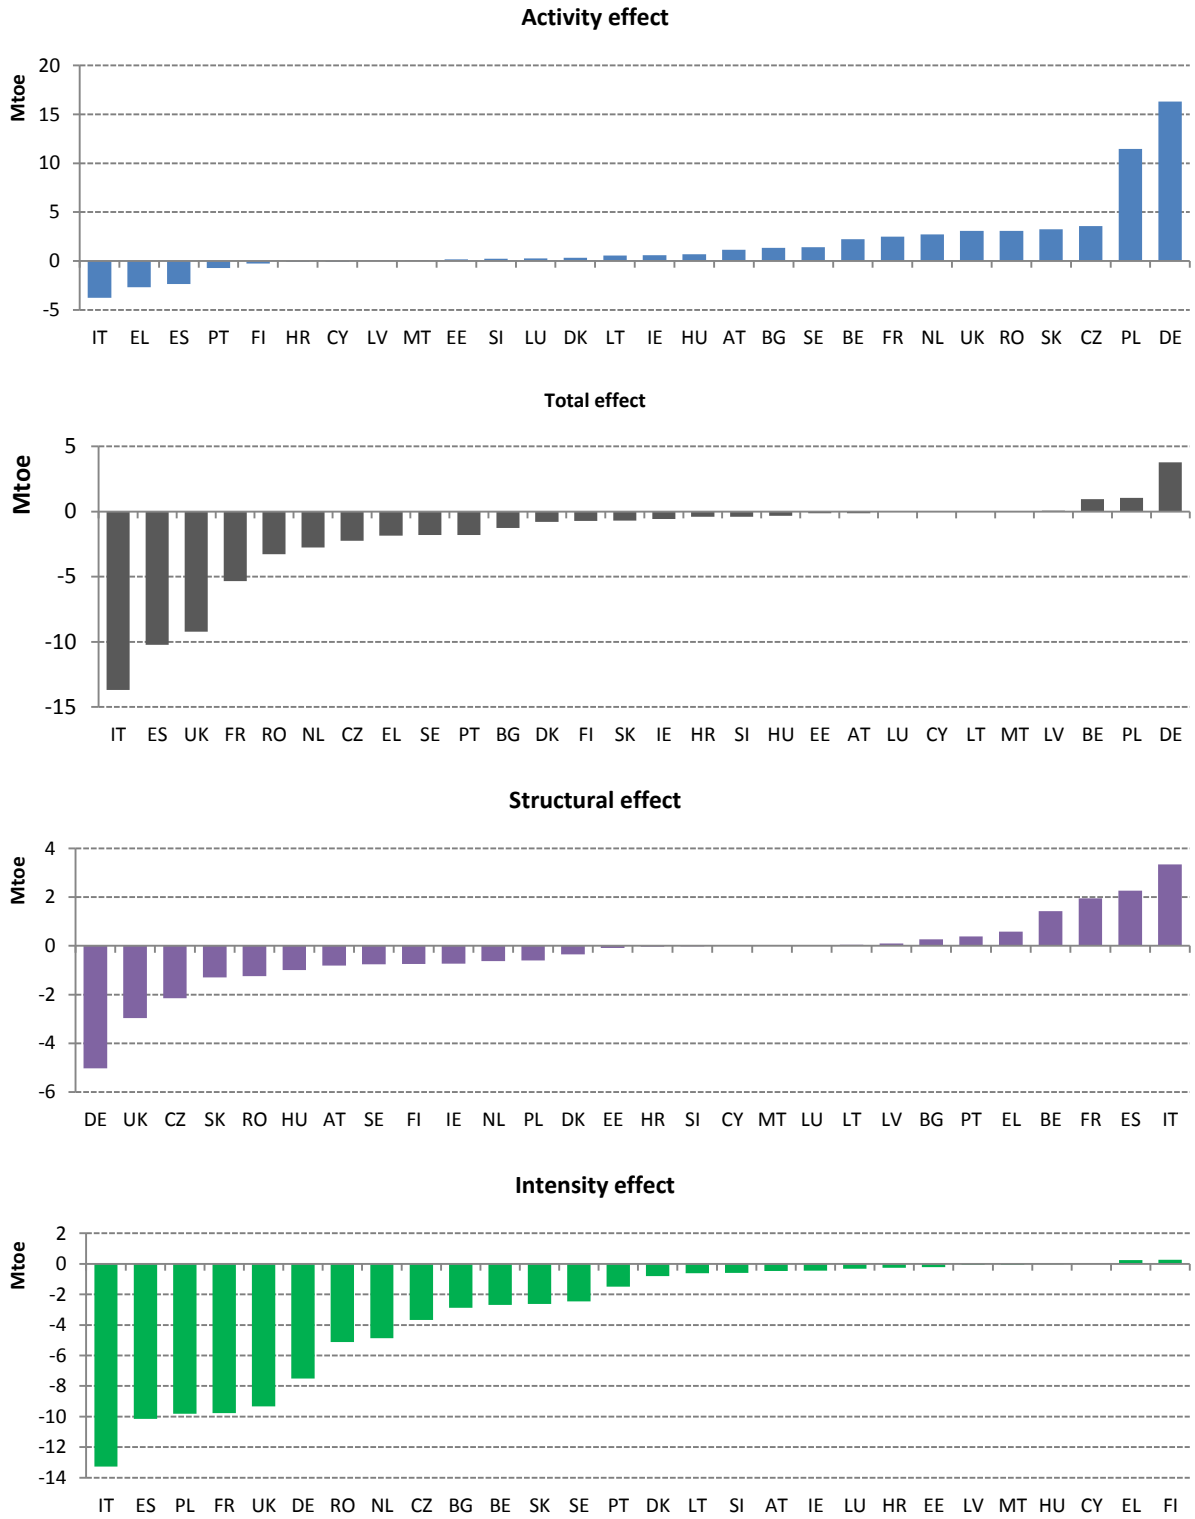 Activity effect
Mtoe
20
15
10
5
0
-5
IT EL ES PT FI HR CY LV MT EE SI LU DK LT IE HU AT BG SE BE FR NL UK RO SK CZ PL DE
Total effect
Mtoe
5
0
-5
-10
-15
IT ES UK FR RO NL CZ EL SE PT BG DK FI SK IE HR SI HU EE AT LU CY LT MT LV BE PL DE
Structural effect
Mtoe
4
2
0
-2
-4
-6
DE UK CZ SK RO HU AT SE FI IE NL PL DK EE HR SI CY MT LU LT LV BG PT EL BE FR ES IT
Intensity effect
Mtoe
2
0
-2
-4
-6
-8
-10
-12
-14
IT ES PL FR UK DE RO NL CZ BG BE SK SE PT DK LT SI AT IE LU HR EE LV MT HU CY EL FI